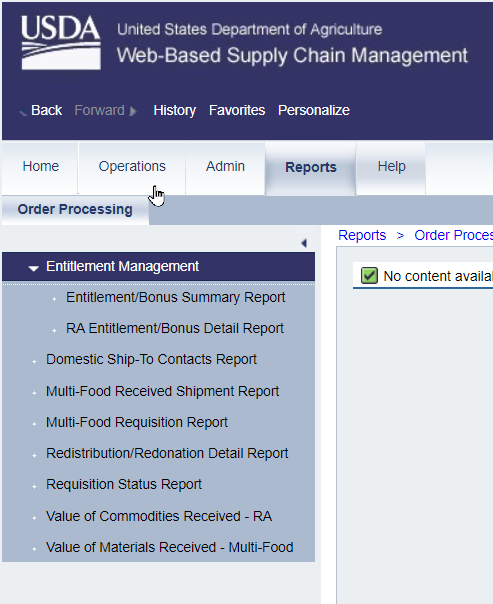 USDA
United States Department of Agriculture
Web-Based Supply Chain Management
Back Forward History Favorites Personalize
Home Operations Admin Reports Help
Order Processing
Reports > Order Proces
No content availa
Entitlement Management
Entitlement/Bonus Summary Report
RA Entitlement/Bonus Detail Report
Domestic Ship-To Contacts Report
Multi-Food Received Shipment Report
Multi-Food Requisition Report
Redistribution/Redonation Detail Report
Requisition Status Report
Value of Commodities Received - RA
Value of Materials Received - Multi-Food